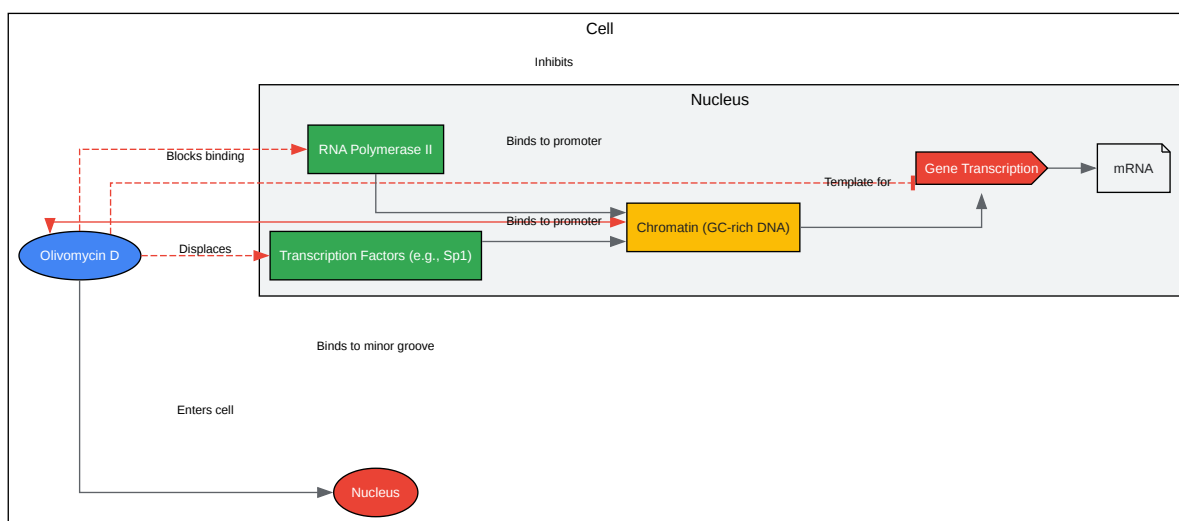 Cell
Inhibits
Nucleus
RNA Polymerase II
Binds to promoter
Blocks binding
Gene Transcription
mRNA
Template for
Binds to promoter
Chromatin (GC-rich DNA)
Olivomycin D
Displaces
Transcription Factors (e.g., Sp1)
Binds to minor groove
Enters cell
Nucleus